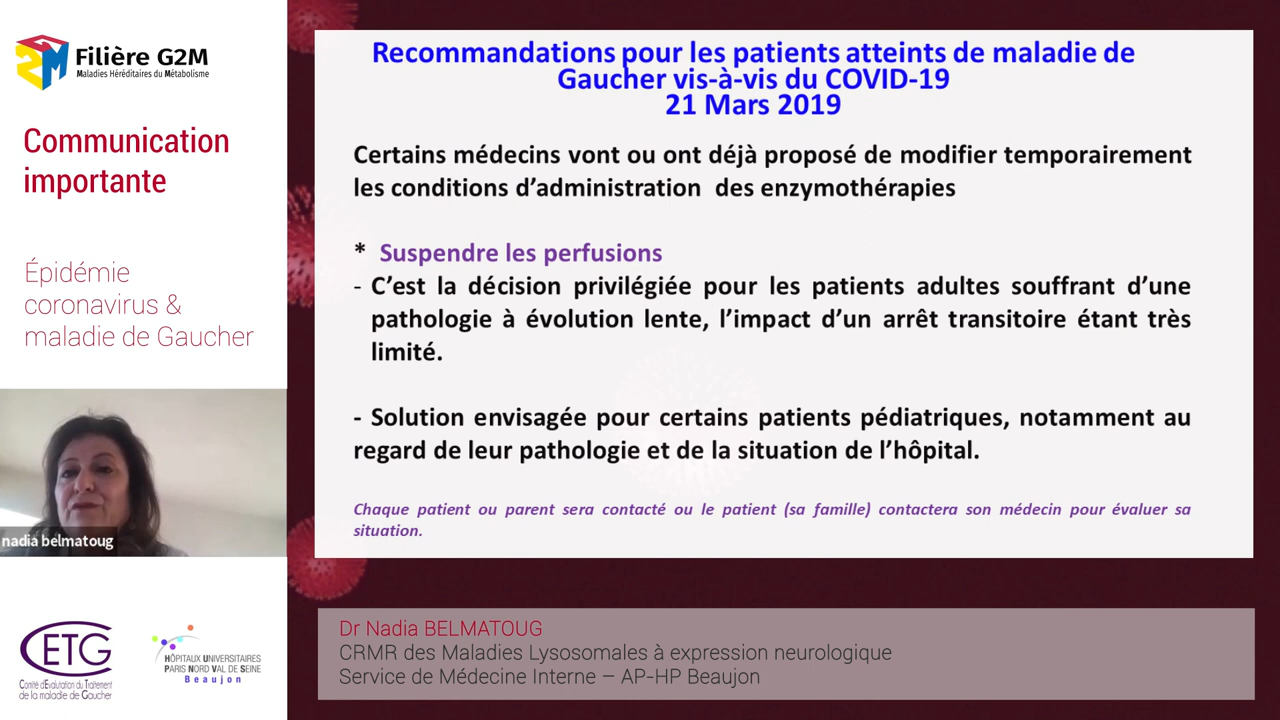 Filière G2M
Maladies Héréditaires du Métabolisme
Communication
importante
Épidémie
coronavirus &
maladie de Gaucher
nadia belmatoug
CETG
Comité d'Evalutation du Traitement
de la maladie de Gaucher
HÔPITAUX UNIVERSITAIRES
PARIS NORD VAL DE SEINE
Beaujon
Recommandations pour les patients atteints de maladie de
Gaucher vis-à-vis du COVID-19
21 Mars 2019
Certains médecins vont ou ont déjà proposé de modifier temporairement
les conditions d'administration des enzymothérapies
* Suspendre les perfusions
- C'est la décision privilégiée pour les patients adultes souffrant d'une
pathologie à évolution lente, l'impact d'un arrêt transitoire étant très
limité.
- Solution envisagée pour certains patients pédiatriques, notamment au
regard de leur pathologie et de la situation de l'hôpital.
Chaque patient ou parent sera contacté ou le patient (sa famille) contactera son médecin pour évaluer sa
situation.
Dr Nadia BELMATOUG
CRMR des Maladies Lysosomales à expression neurologique
Service de Médecine Interne – AP-HP Beaujon